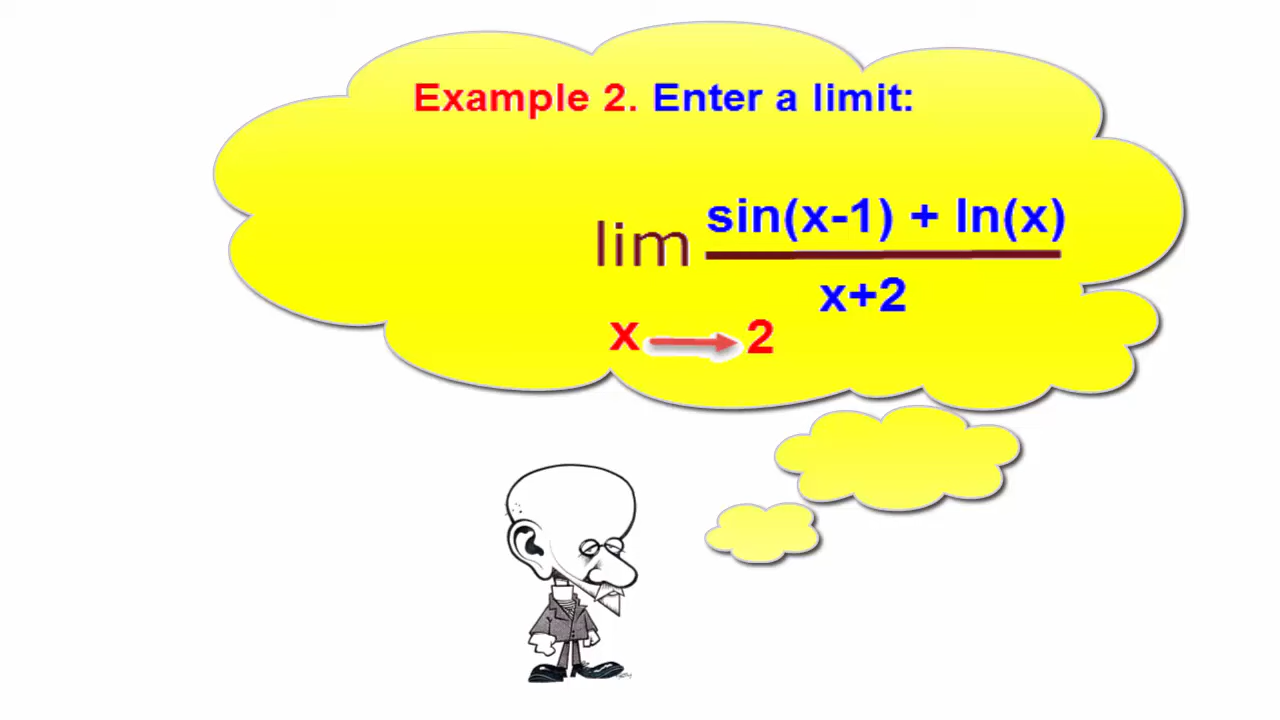 Example 2. Enter a limit:
sin(x-1) + ln(x)
lim
x+2
x 2